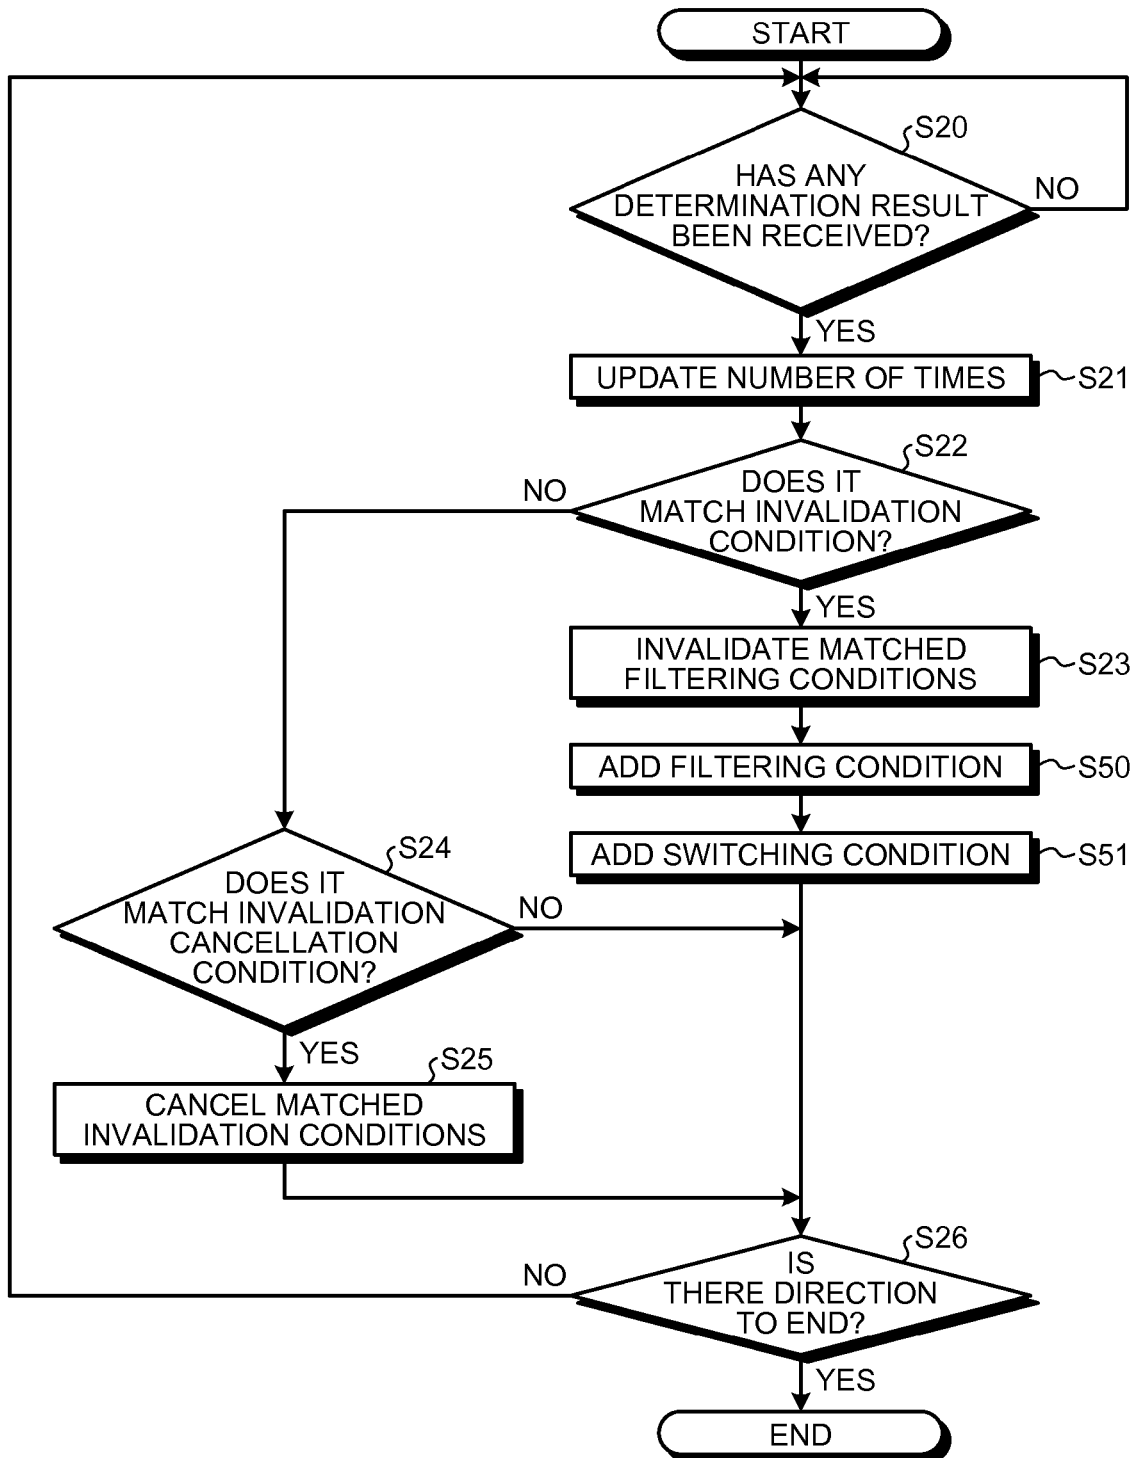 START
S20
HAS ANY
DETERMINATION RESULT
BEEN RECEIVED?
NO
YES
UPDATE NUMBER OF TIMES
S21
S22
DOES IT
MATCH INVALIDATION
CONDITION?
NO
YES
INVALIDATE MATCHED
FILTERING CONDITIONS
S23
ADD FILTERING CONDITION
S50
ADD SWITCHING CONDITION
S51
S24
DOES IT
MATCH INVALIDATION
CANCELLATION
CONDITION?
NO
YES
S25
CANCEL MATCHED
INVALIDATION CONDITIONS
S26
IS
THERE DIRECTION
TO END?
NO
YES
END